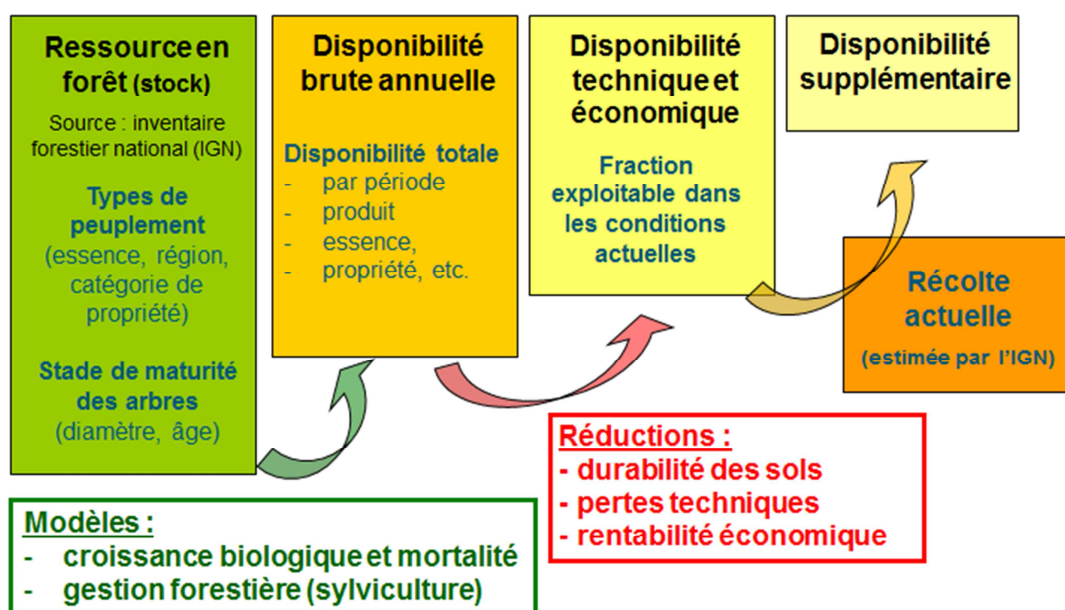 Ressource en
forêt (stock)
Source : inventaire
forestier national (IGN)
Types de
peuplement
(essence, région,
catégorie de
propriété)
Stade de maturité
des arbres
(diamètre, âge)
Disponibilité
brute annuelle
Disponibilité totale
- par période
- produit
- essence,
- propriété, etc.
Disponibilité
technique et
économique
Fraction
exploitable dans
les conditions
actuelles
Disponibilité
supplémentaire
Récolte
actuelle
(estimée par l'IGN)
Modèles :
- croissance biologique et mortalité
- gestion forestière (sylviculture)
Réductions :
- durabilité des sols
- pertes techniques
- rentabilité économique